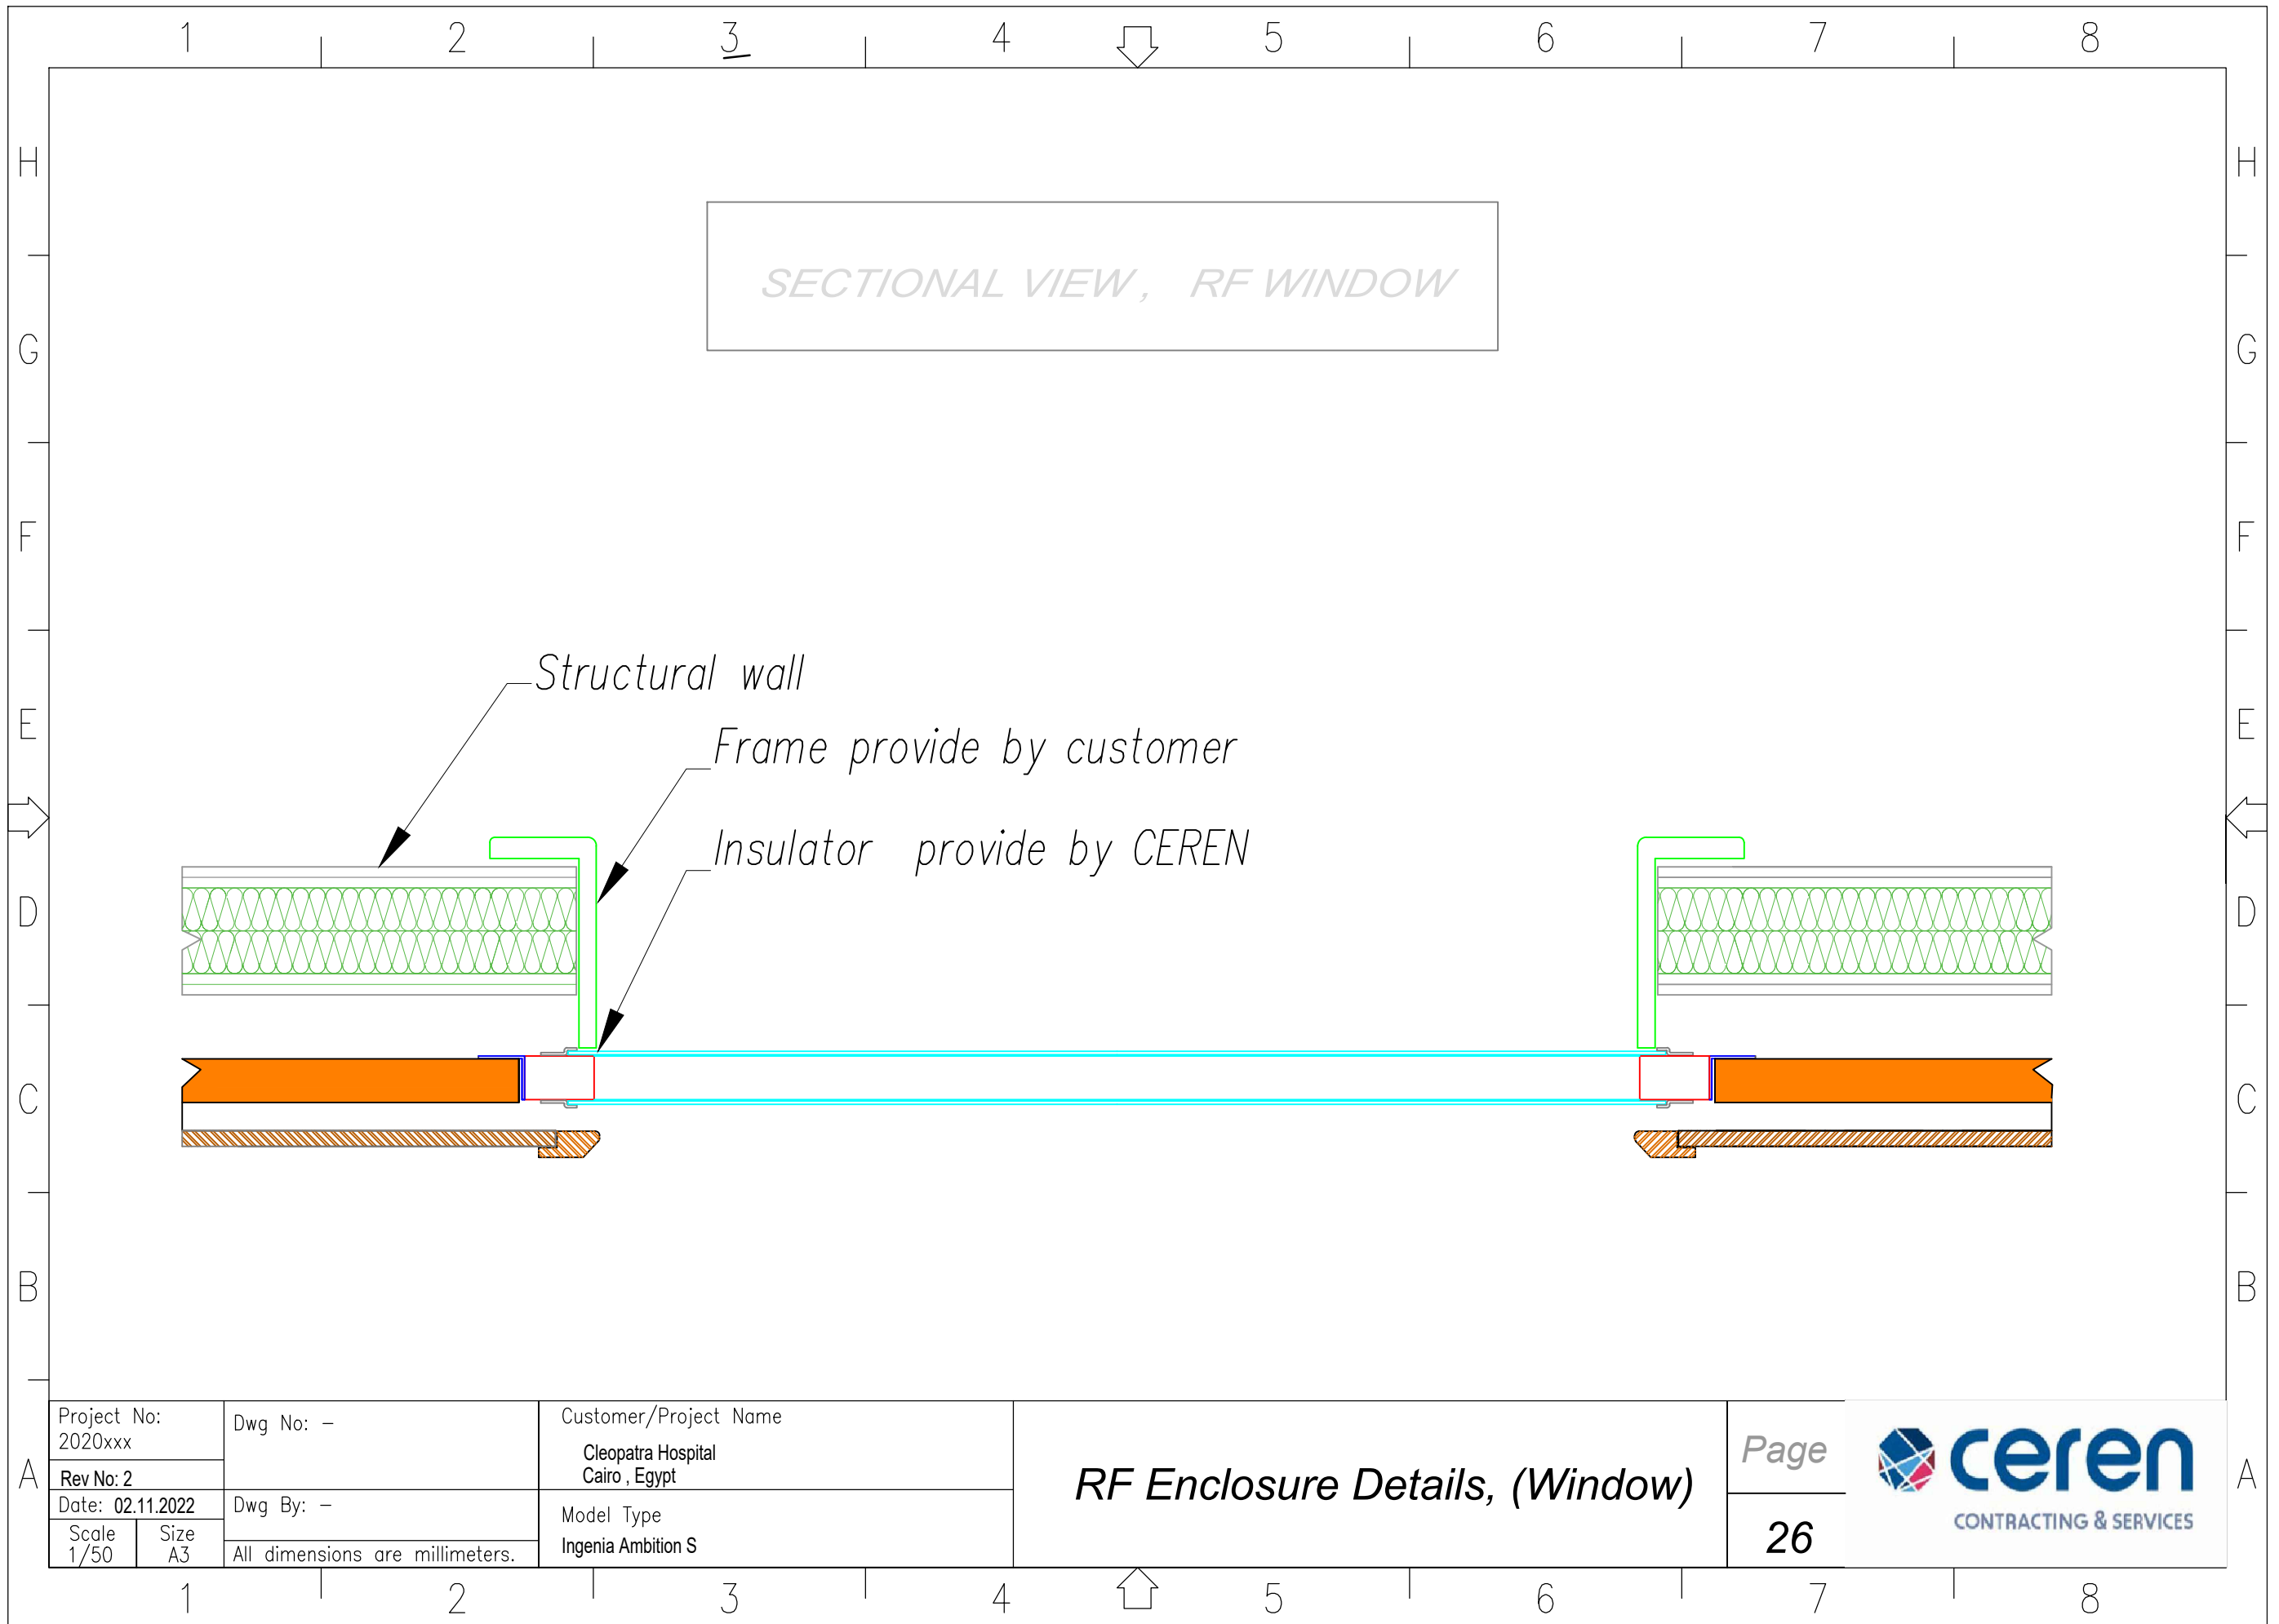 1 2 3 4 5 6 7 8
H H
SECTIONAL VIEW , RF WINDOW
G G
F F
Structural wall
E E
Frame provide by customer
Insulator provide by CEREN
D D
C C
B B
A A
Project No:
2020xxx
Rev No: 2
Date: 02.11.2022
Scale
1/50
Size
A3
Dwg No: –
Dwg By: –
All dimensions are millimeters.
Customer/Project Name
Cleopatra Hospital
Cairo , Egypt
Model Type
Ingenia Ambition S
RF Enclosure Details, (Window)
Page
26
ceren
CONTRACTING & SERVICES
1 2 3 4 5 6 7 8